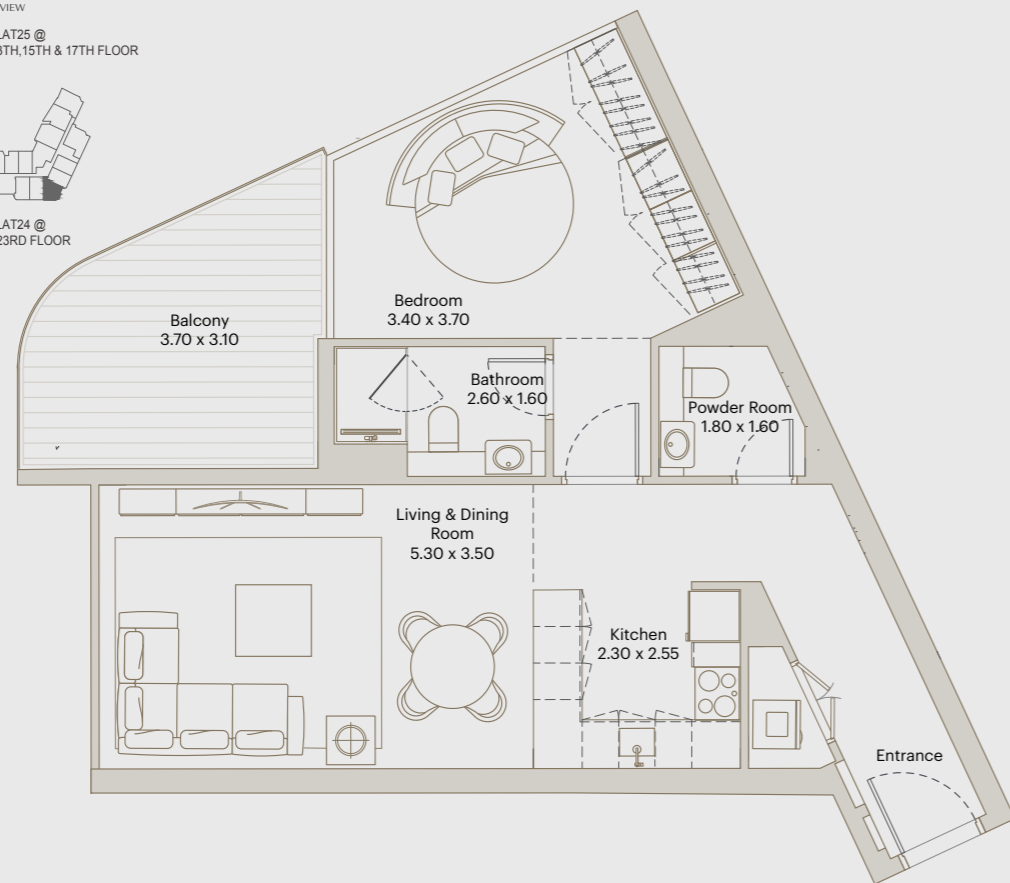 VIEW
LAT25 @
3TH,15TH & 17TH FLOOR
LAT24 @
23RD FLOOR
Bedroom
3.40 x 3.70
Balcony
3.70 x 3.10
Bathroom
2.60 x 1.60
Powder Room
1.80 x 1.60
Living & Dining
Room
5.30 x 3.50
Kitchen
2.30 x 2.55
Entrance